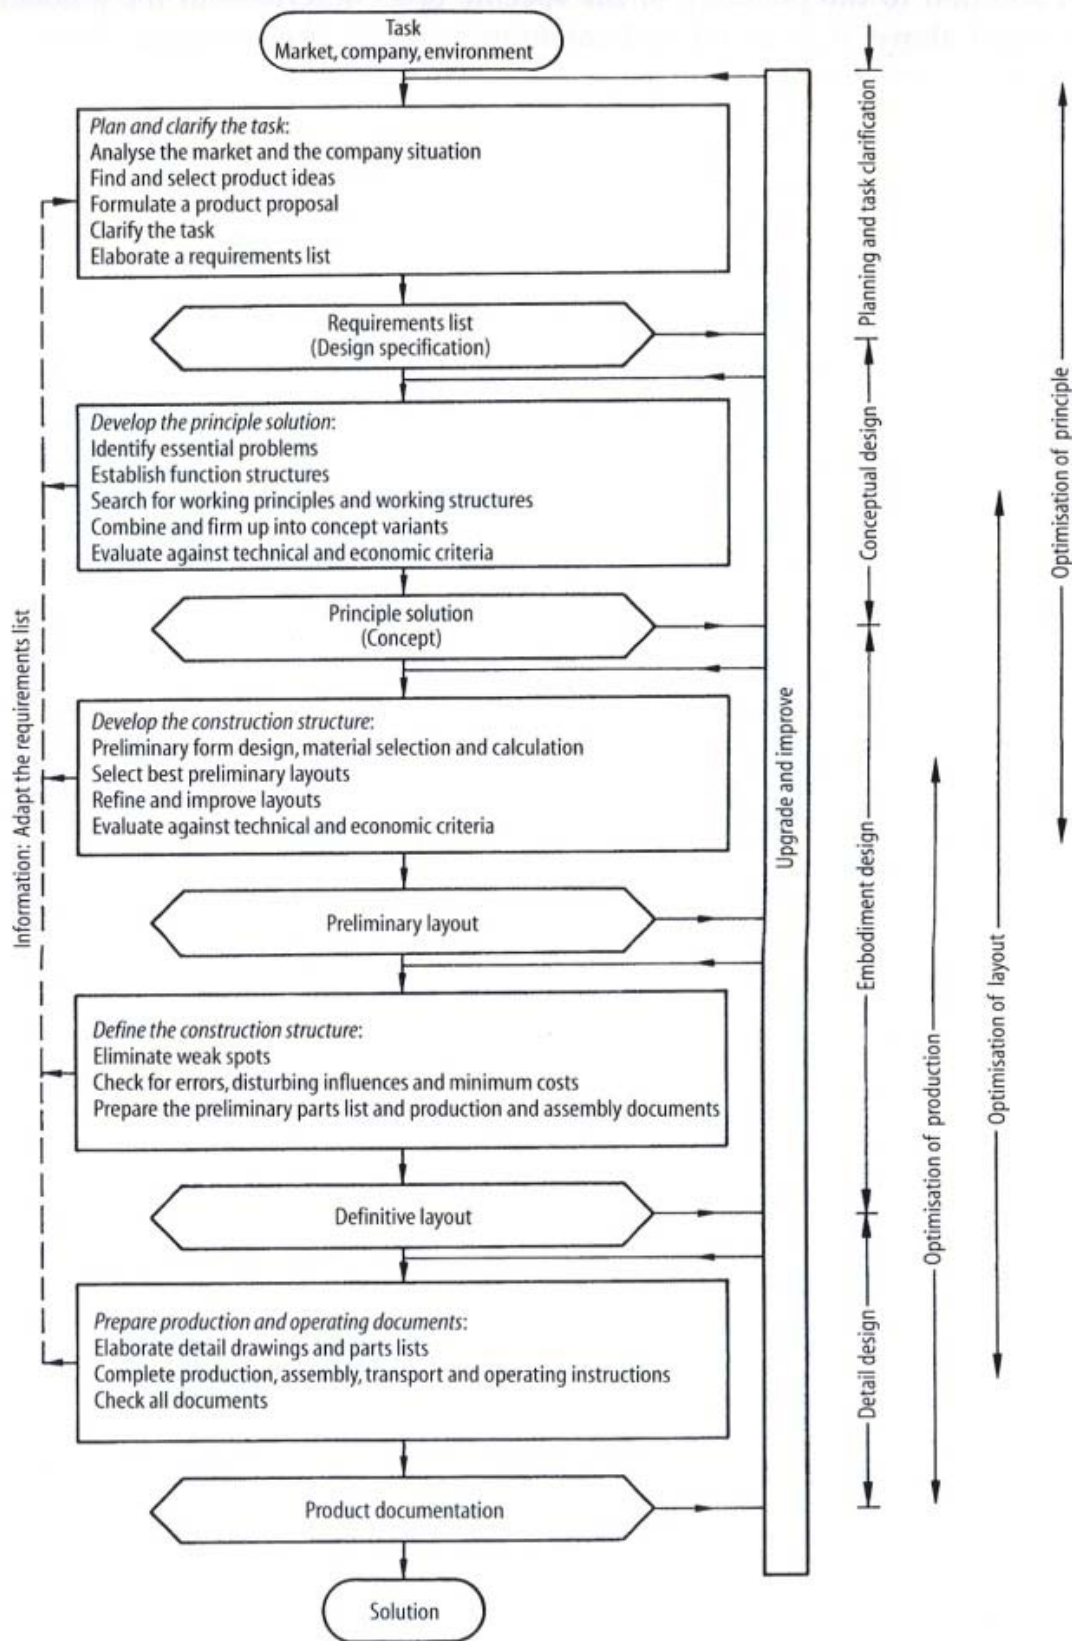 Task
Market, company, environment
Plan and clarify the task:
Analyse the market and the company situation
Find and select product ideas
Formulate a product proposal
Clarify the task
Elaborate a requirements list
Requirements list
(Design specification)
Develop the principle solution:
Identify essential problems
Establish function structures
Search for working principles and working structures
Combine and firm up into concept variants
Evaluate against technical and economic criteria
Principle solution
(Concept)
Develop the construction structure:
Preliminary form design, material selection and calculation
Select best preliminary layouts
Refine and improve layouts
Evaluate against technical and economic criteria
Preliminary layout
Define the construction structure:
Eliminate weak spots
Check for errors, disturbing influences and minimum costs
Prepare the preliminary parts list and production and assembly documents
Definitive layout
Prepare production and operating documents:
Elaborate detail drawings and parts lists
Complete production, assembly, transport and operating instructions
Check all documents
Product documentation
Solution
Information: Adapt the requirements list
Upgrade and improve
Planning and task clarification
Conceptual design
Embodiment design
Detail design
Optimisation of production
Optimisation of layout
Optimisation of principle